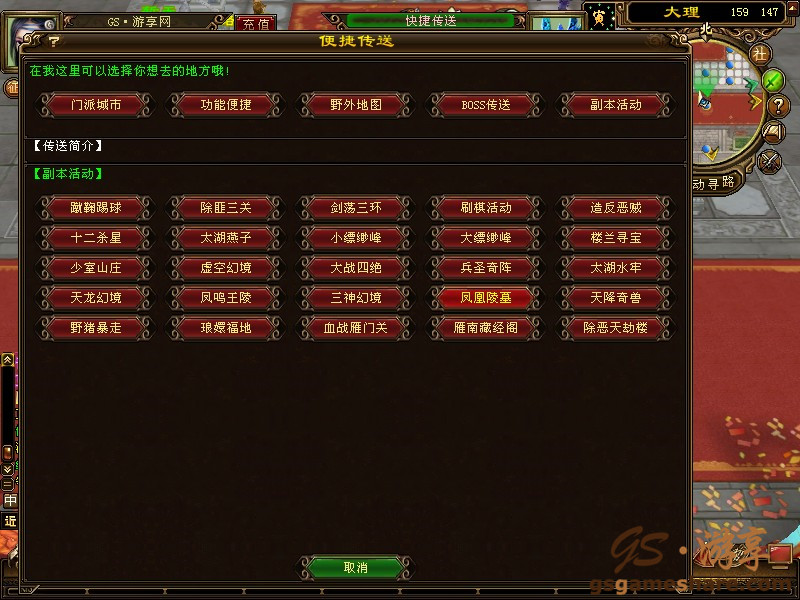 GS·游享网
充值
快捷传送
寅
大理 159 147
北
社
?
便捷传送
在我这里可以选择你想去的地方哦!
门派城市 功能便捷 野外地图 BOSS传送 副本活动
【传送简介】
【副本活动】
蹴鞠踢球 除匪三关 剑荡三环 刷棋活动 造反恶贼
十二杀星 太湖燕子 小缥缈峰 大缥缈峰 楼兰寻宝
少室山庄 虚空幻境 大战四绝 兵圣奇阵 太湖水牢
天龙幻境 凤鸣王陵 三神幻境 凤凰陵墓 天降奇兽
野猪暴走 琅嬛福地 血战雁门关 雁南藏经阁 除恶天劫楼
动寻路
近
取消
GS·游享
gsgameshare.com